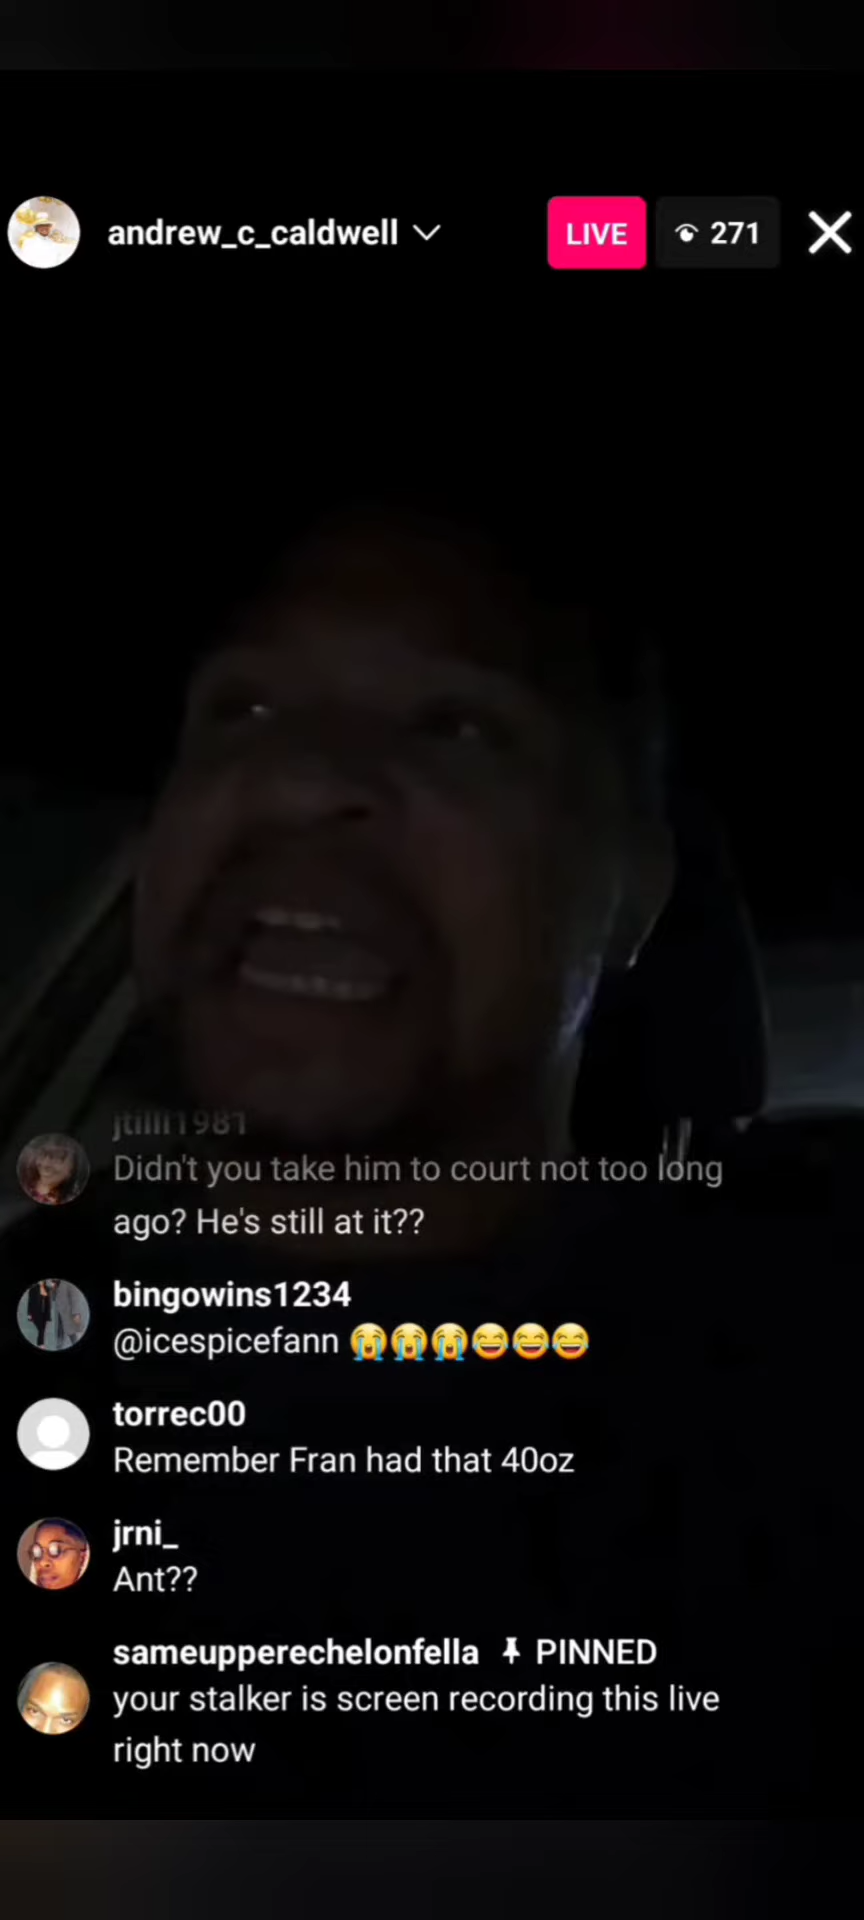 andrew_c_caldwell
LIVE
271
Didn't you take him to court not too long
ago? He's still at it??
bingowins1234
@icespicefann 😭😭😭😂😂😂
torrec00
Remember Fran had that 40oz
jrni_
Ant??
sameupperechelonfella PINNED
your stalker is screen recording this live
right now